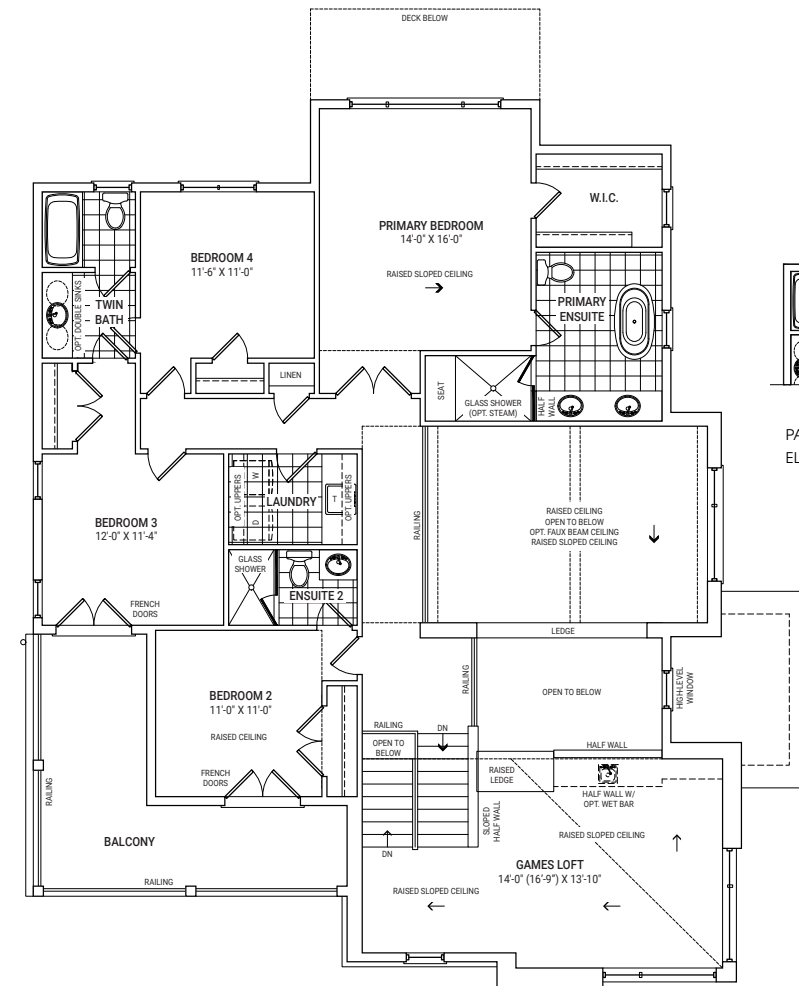 DECK BELOW
W.I.C.
PRIMARY BEDROOM
14'-0" X 16'-0"
RAISED SLOPED CEILING
BEDROOM 4
11'-6" X 11'-0"
OPT. DOUBLE SINKS
TWIN
BATH
PRIMARY
ENSUITE
LINEN
SEAT
GLASS SHOWER
(OPT. STEAM)
HALF
WALL
PA
EL
BEDROOM 3
12'-0" X 11'-4"
OPT. UPPERS
W
D
LAUNDRY
T
OPT. UPPERS
RAILING
RAISED CEILING
OPEN TO BELOW
OPT. FAUX BEAM CEILING
RAISED SLOPED CEILING
GLASS
SHOWER
ENSUITE 2
FRENCH
DOORS
LEDGE
BEDROOM 2
11'-0" X 11'-0"
RAISED CEILING
FRENCH
DOORS
RAILING
OPEN TO BELOW
HIGH-LEVEL
WINDOW
RAILING
DN
OPEN TO
BELOW
HALF WALL
RAISED
LEDGE
HALF WALL W/
OPT. WET BAR
RAILING
SLOPED
HALF WALL
RAISED SLOPED CEILING
BALCONY
DN
GAMES LOFT
14'-0" (16'-9") X 13'-10"
RAILING
RAISED SLOPED CEILING